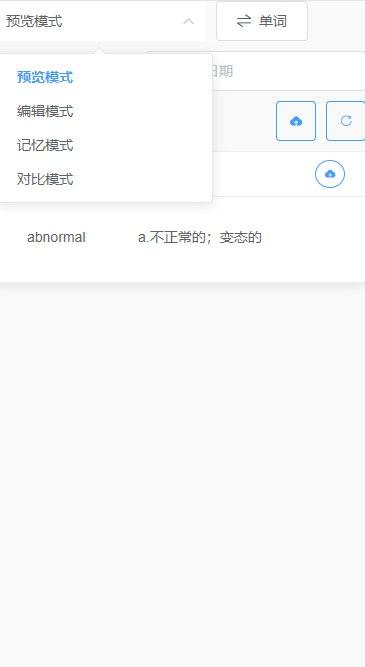 预览模式
单词
日期
预览模式
编辑模式
记忆模式
对比模式
abnormal a.不正常的；变态的